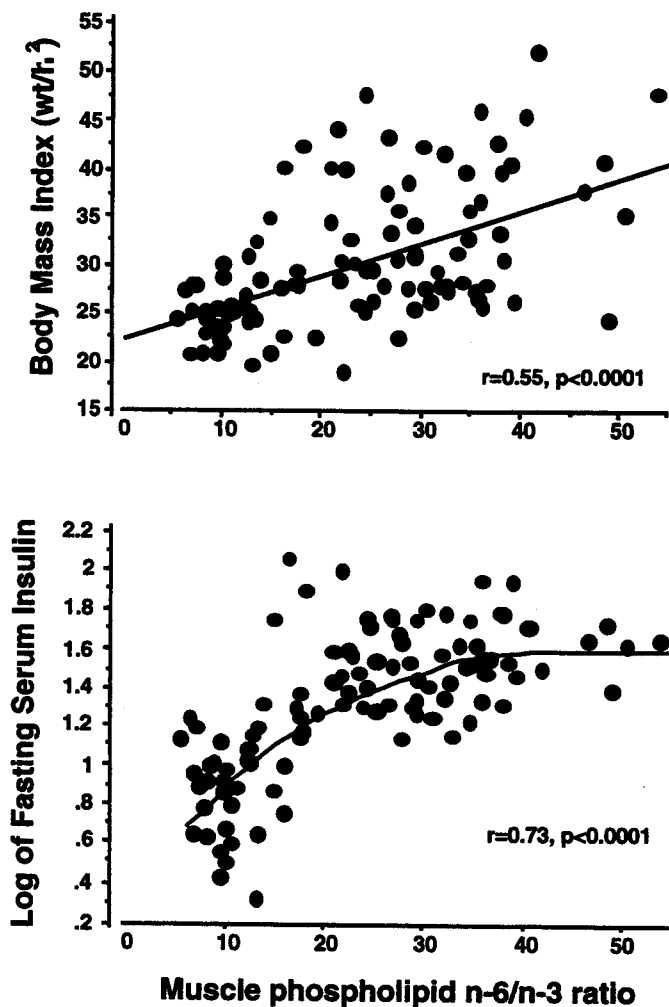 Body Mass Index (wt/h.²)
55
50
45
40
35
30
25
20
15
r=0.55, p<0.0001
0 10 20 30 40 50
Log of Fasting Serum Insulin
2.2
2
1.8
1.6
1.4
1.2
1
.8
.6
.4
.2
r=0.73, p<0.0001
0 10 20 30 40 50
Muscle phospholipid n-6/n-3 ratio